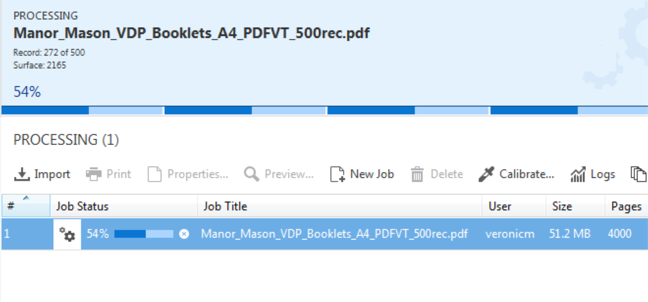 PROCESSING
Manor_Mason_VDP_Booklets_A4_PDFVT_500rec.pdf
Record: 272 of 500
Surface: 2165
54%
PROCESSING (1)
Import Print Properties... Preview... New Job Delete Calibrate... Logs
# Job Status Job Title User Size Pages
1 54% Manor_Mason_VDP_Booklets_A4_PDFVT_500rec.pdf veronicm 51.2 MB 4000